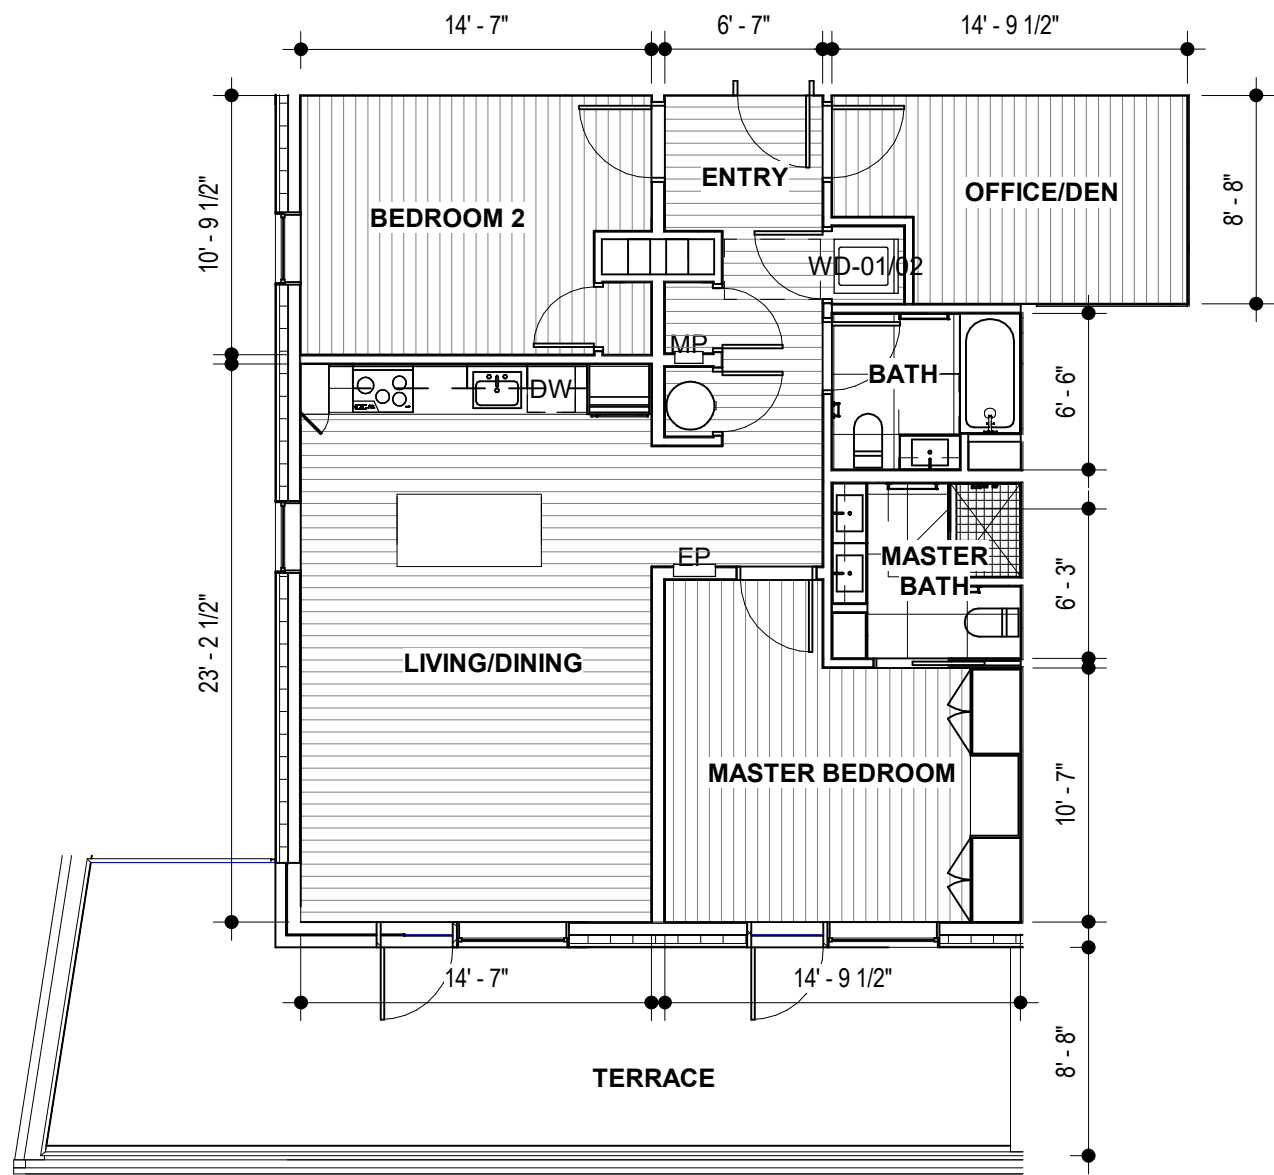 14' - 7"
6' - 7"
14' - 9 1/2"
ENTRY
OFFICE/DEN
8' - 8"
10' - 9 1/2"
BEDROOM 2
WD-01/02
MP
BATH
DW
6' - 6"
EP
MASTER
BATH
6' - 3"
23' - 2 1/2"
LIVING/DINING
MASTER BEDROOM
10' - 7"
14' - 7"
14' - 9 1/2"
8' - 8"
TERRACE